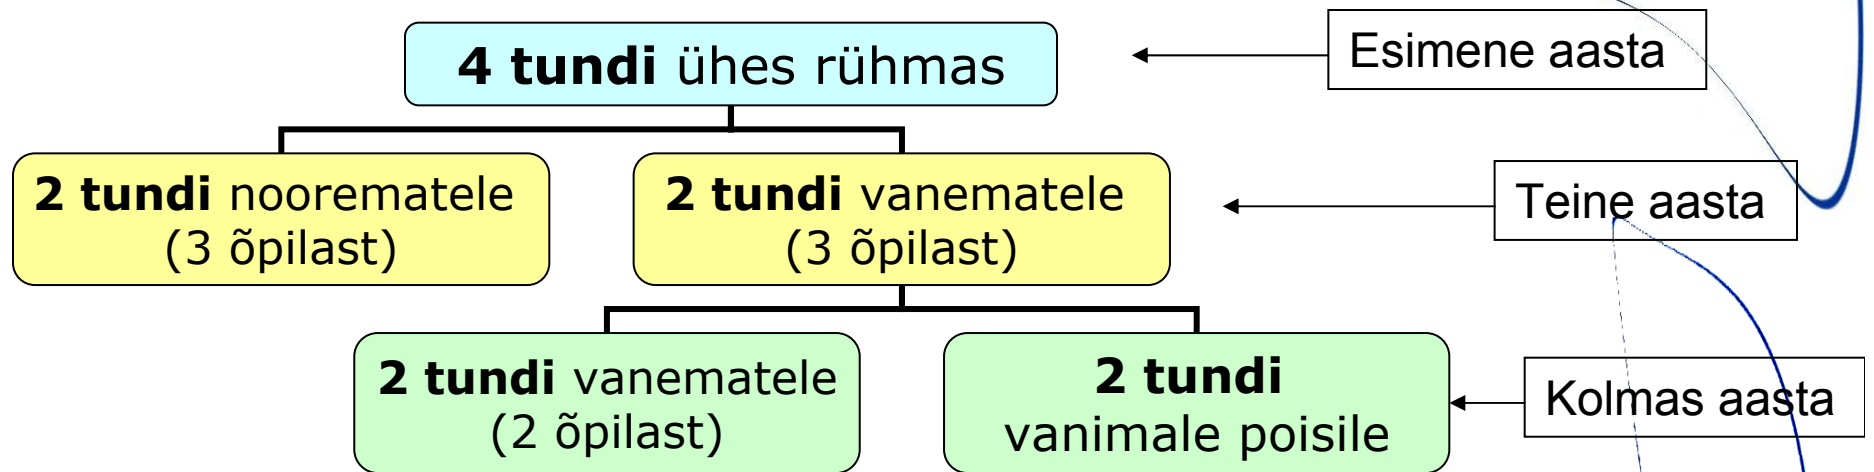 4 tundi ühes rühmas
Esimene aasta
2 tundi noorematele
(3 õpilast)
2 tundi vanematele
(3 õpilast)
Teine aasta
2 tundi vanematele
(2 õpilast)
2 tundi
vanimale poisile
Kolmas aasta